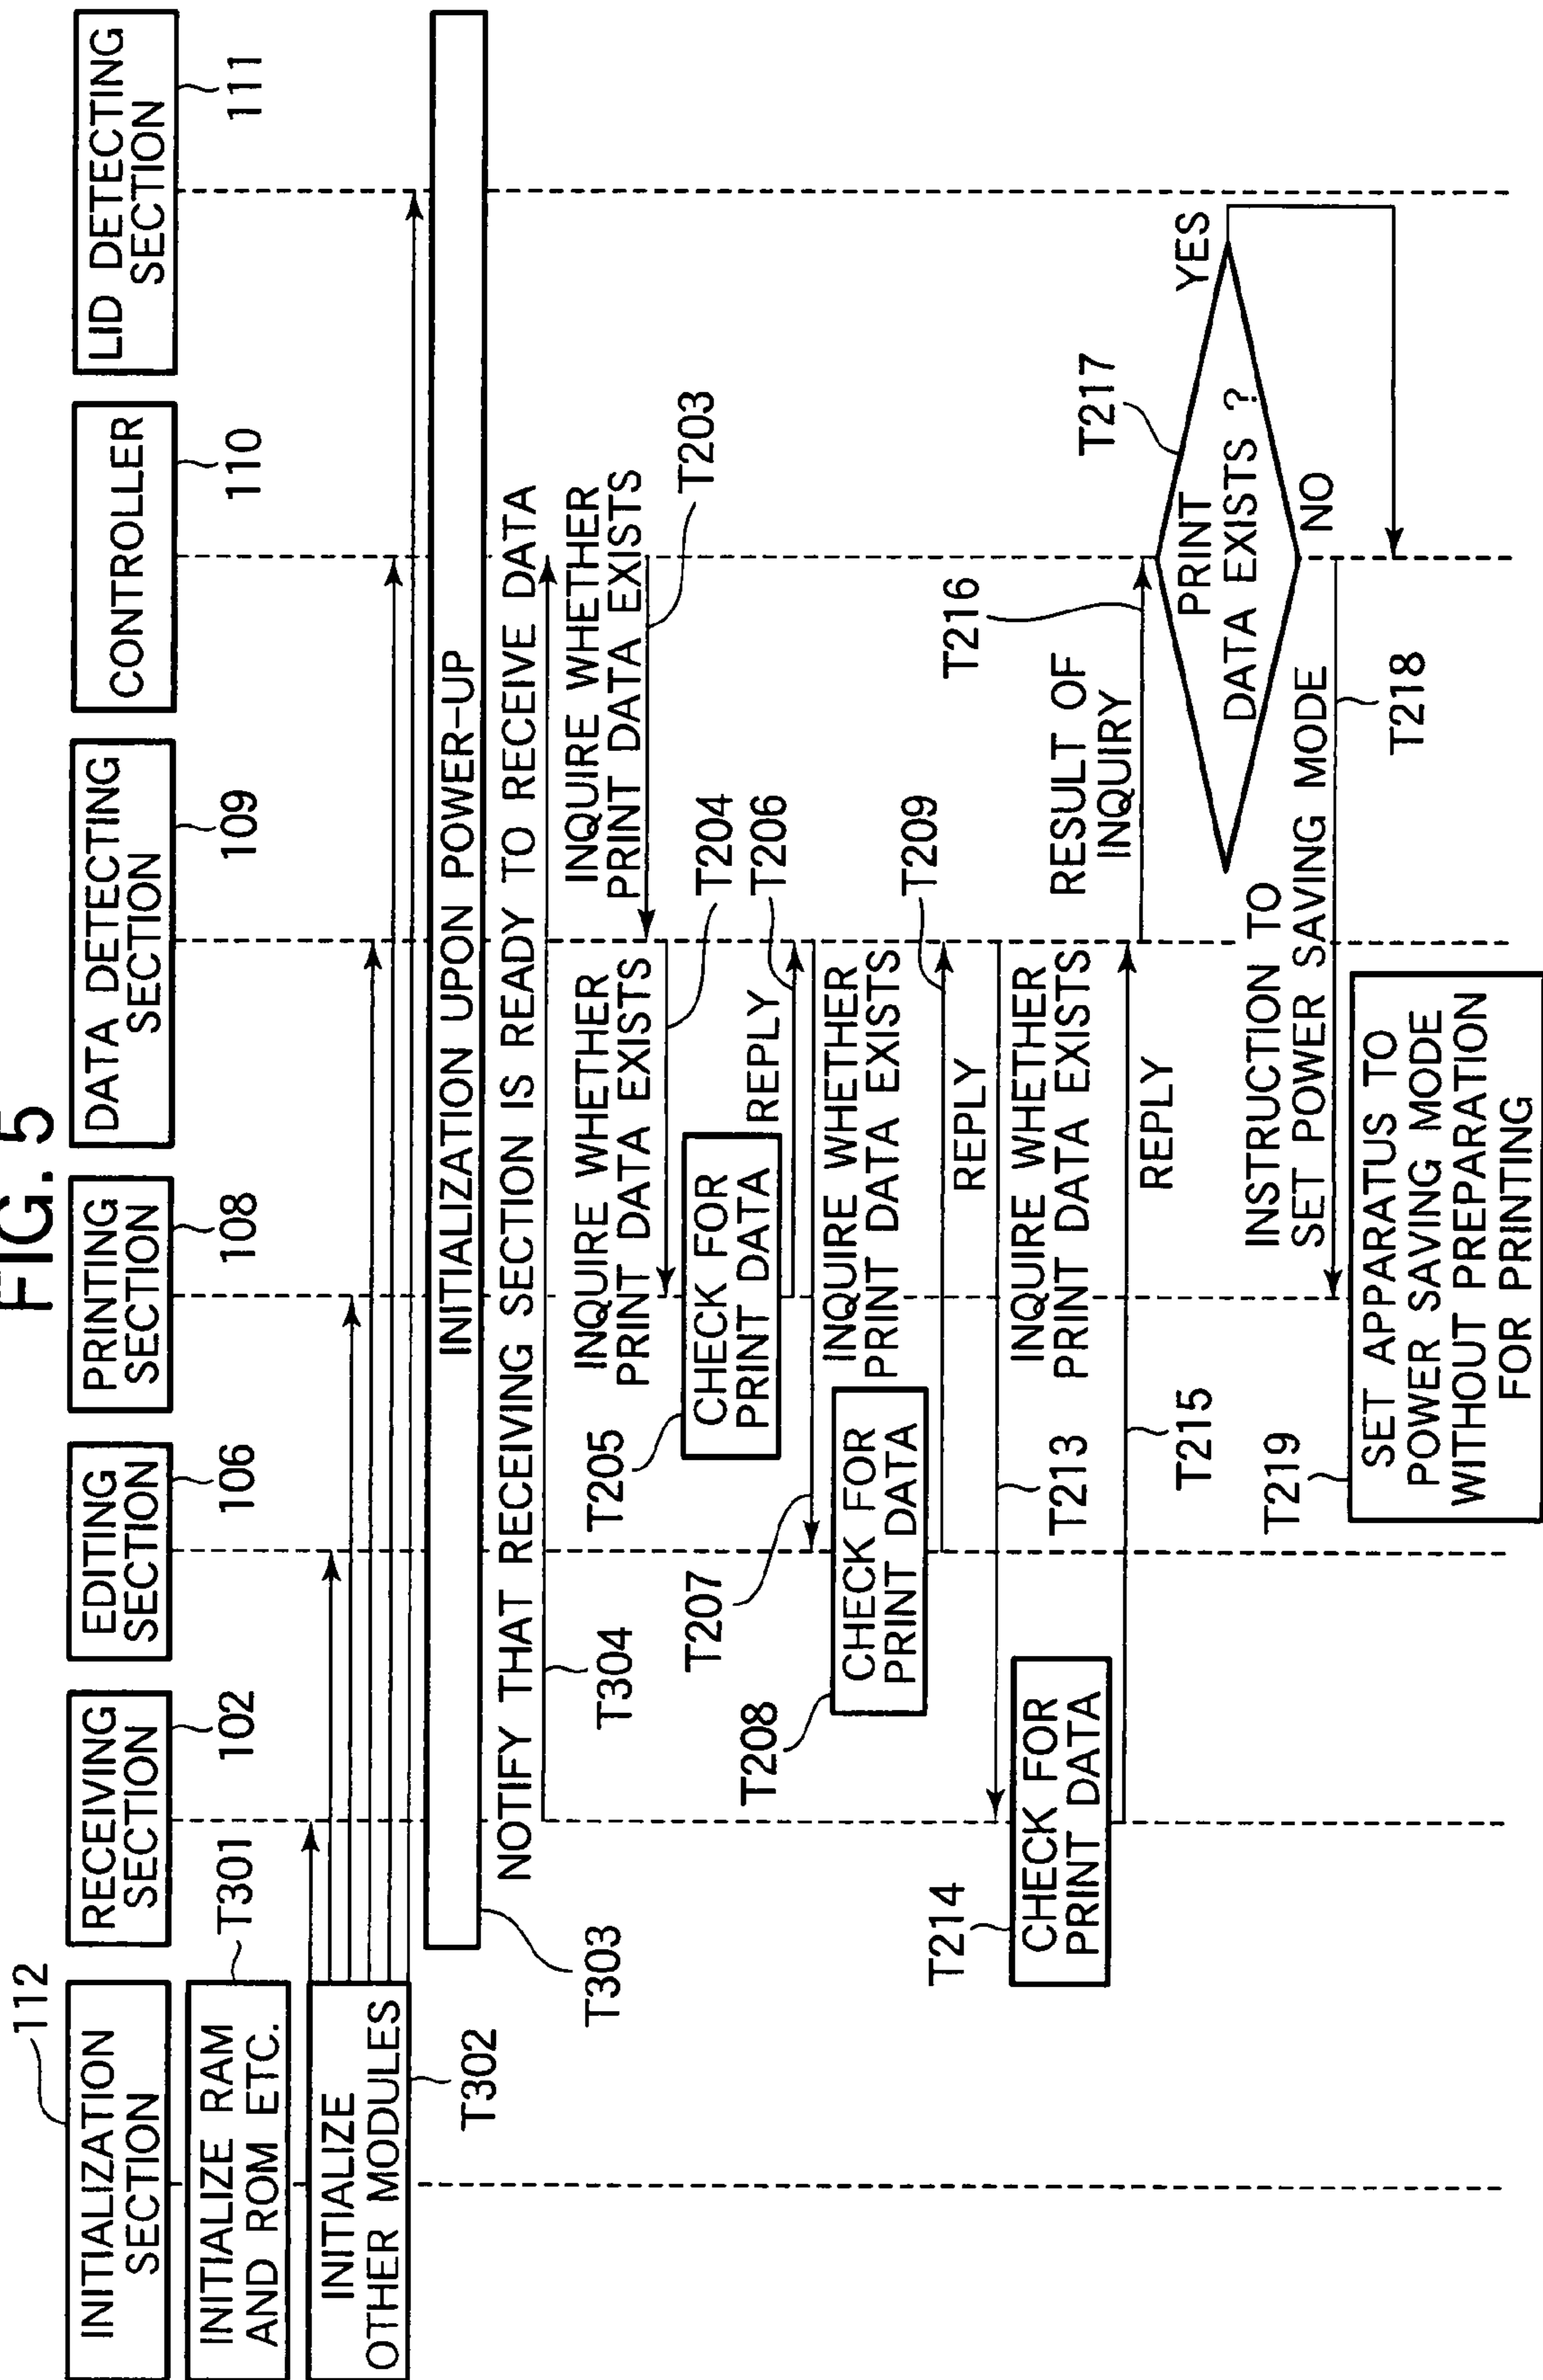 FIG. 5
112
INITIALIZATION
SECTION
RECEIVING
SECTION
102
EDITING
SECTION
106
PRINTING
SECTION
108
DATA DETECTING
SECTION
109
CONTROLLER
110
LID DETECTING
SECTION
111
INITIALIZE RAM
AND ROM ETC.
T301
INITIALIZE
OTHER MODULES
T302
INITIALIZATION UPON POWER-UP
T303
NOTIFY THAT RECEIVING SECTION IS READY TO RECEIVE DATA
T304
INQUIRE WHETHER
PRINT DATA EXISTS
T203
INQUIRE WHETHER
PRINT DATA EXISTS
T204
T205
CHECK FOR
PRINT DATA
REPLY
T206
T207
INQUIRE WHETHER
PRINT DATA EXISTS
T208
CHECK FOR
PRINT DATA
REPLY
T209
T213
INQUIRE WHETHER
PRINT DATA EXISTS
T214
CHECK FOR
PRINT DATA
T215
REPLY
RESULT OF
INQUIRY
T216
T217
PRINT
DATA EXISTS ?
YES
NO
INSTRUCTION TO
SET POWER SAVING MODE
T218
T219
SET APPARATUS TO
POWER SAVING MODE
WITHOUT PREPARATION
FOR PRINTING